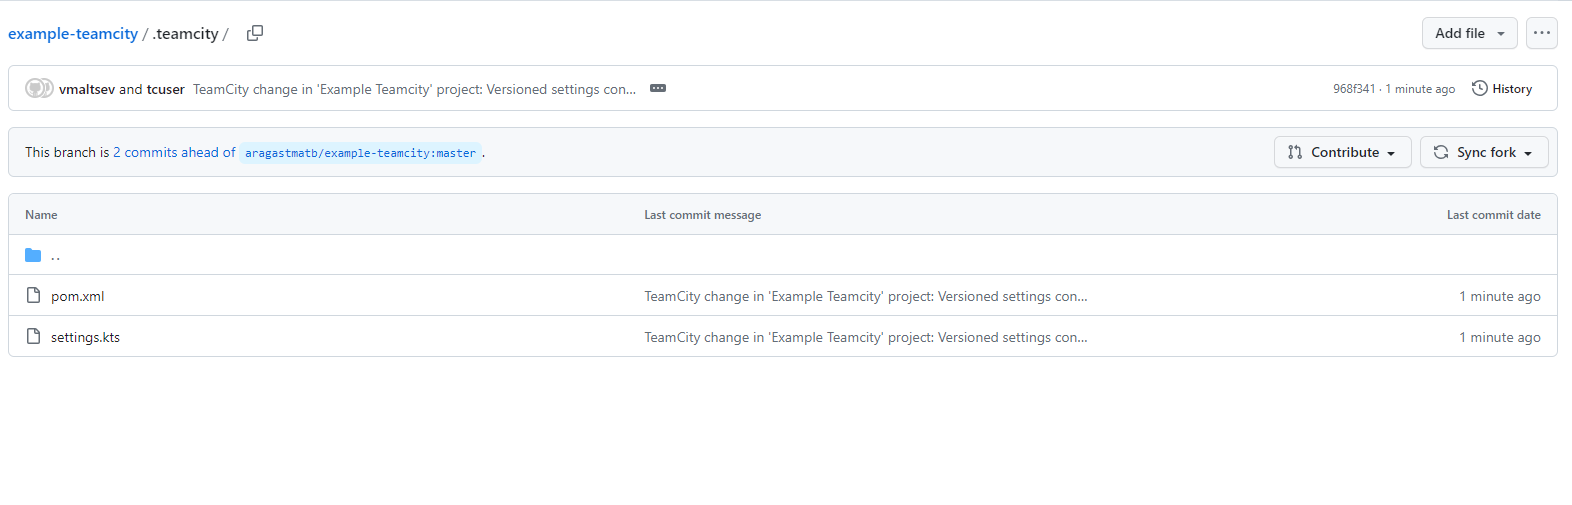 example-teamcity / .teamcity /
Add file
vmaltsev and tcuser TeamCity change in 'Example Teamcity' project: Versioned settings con...
968f341 · 1 minute ago History
This branch is 2 commits ahead of aragastmatb/example-teamcity:master .
Contribute
Sync fork
Name Last commit message Last commit date
..
pom.xml TeamCity change in 'Example Teamcity' project: Versioned settings con... 1 minute ago
settings.kts TeamCity change in 'Example Teamcity' project: Versioned settings con... 1 minute ago